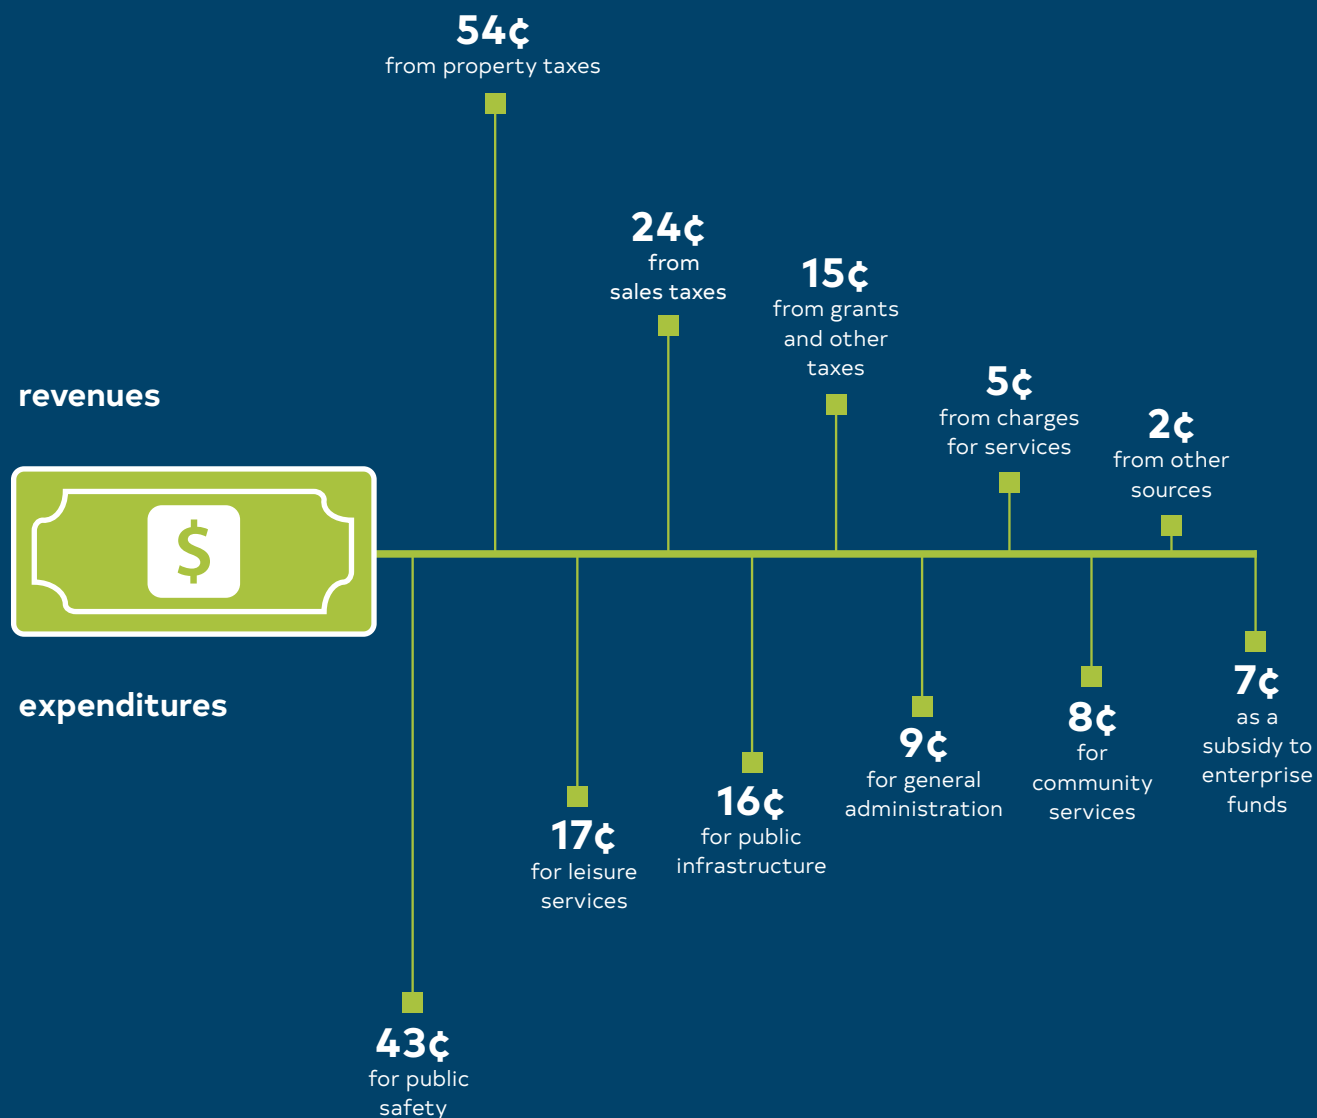 54¢
from property taxes
24¢
from
sales taxes
15¢
from grants
and other
taxes
5¢
from charges
for services
2¢
from other
sources
revenues
$
expenditures
43¢
for public
safety
17¢
for leisure
services
16¢
for public
infrastructure
9¢
for general
administration
8¢
for
community
services
7¢
as a
subsidy to
enterprise
funds